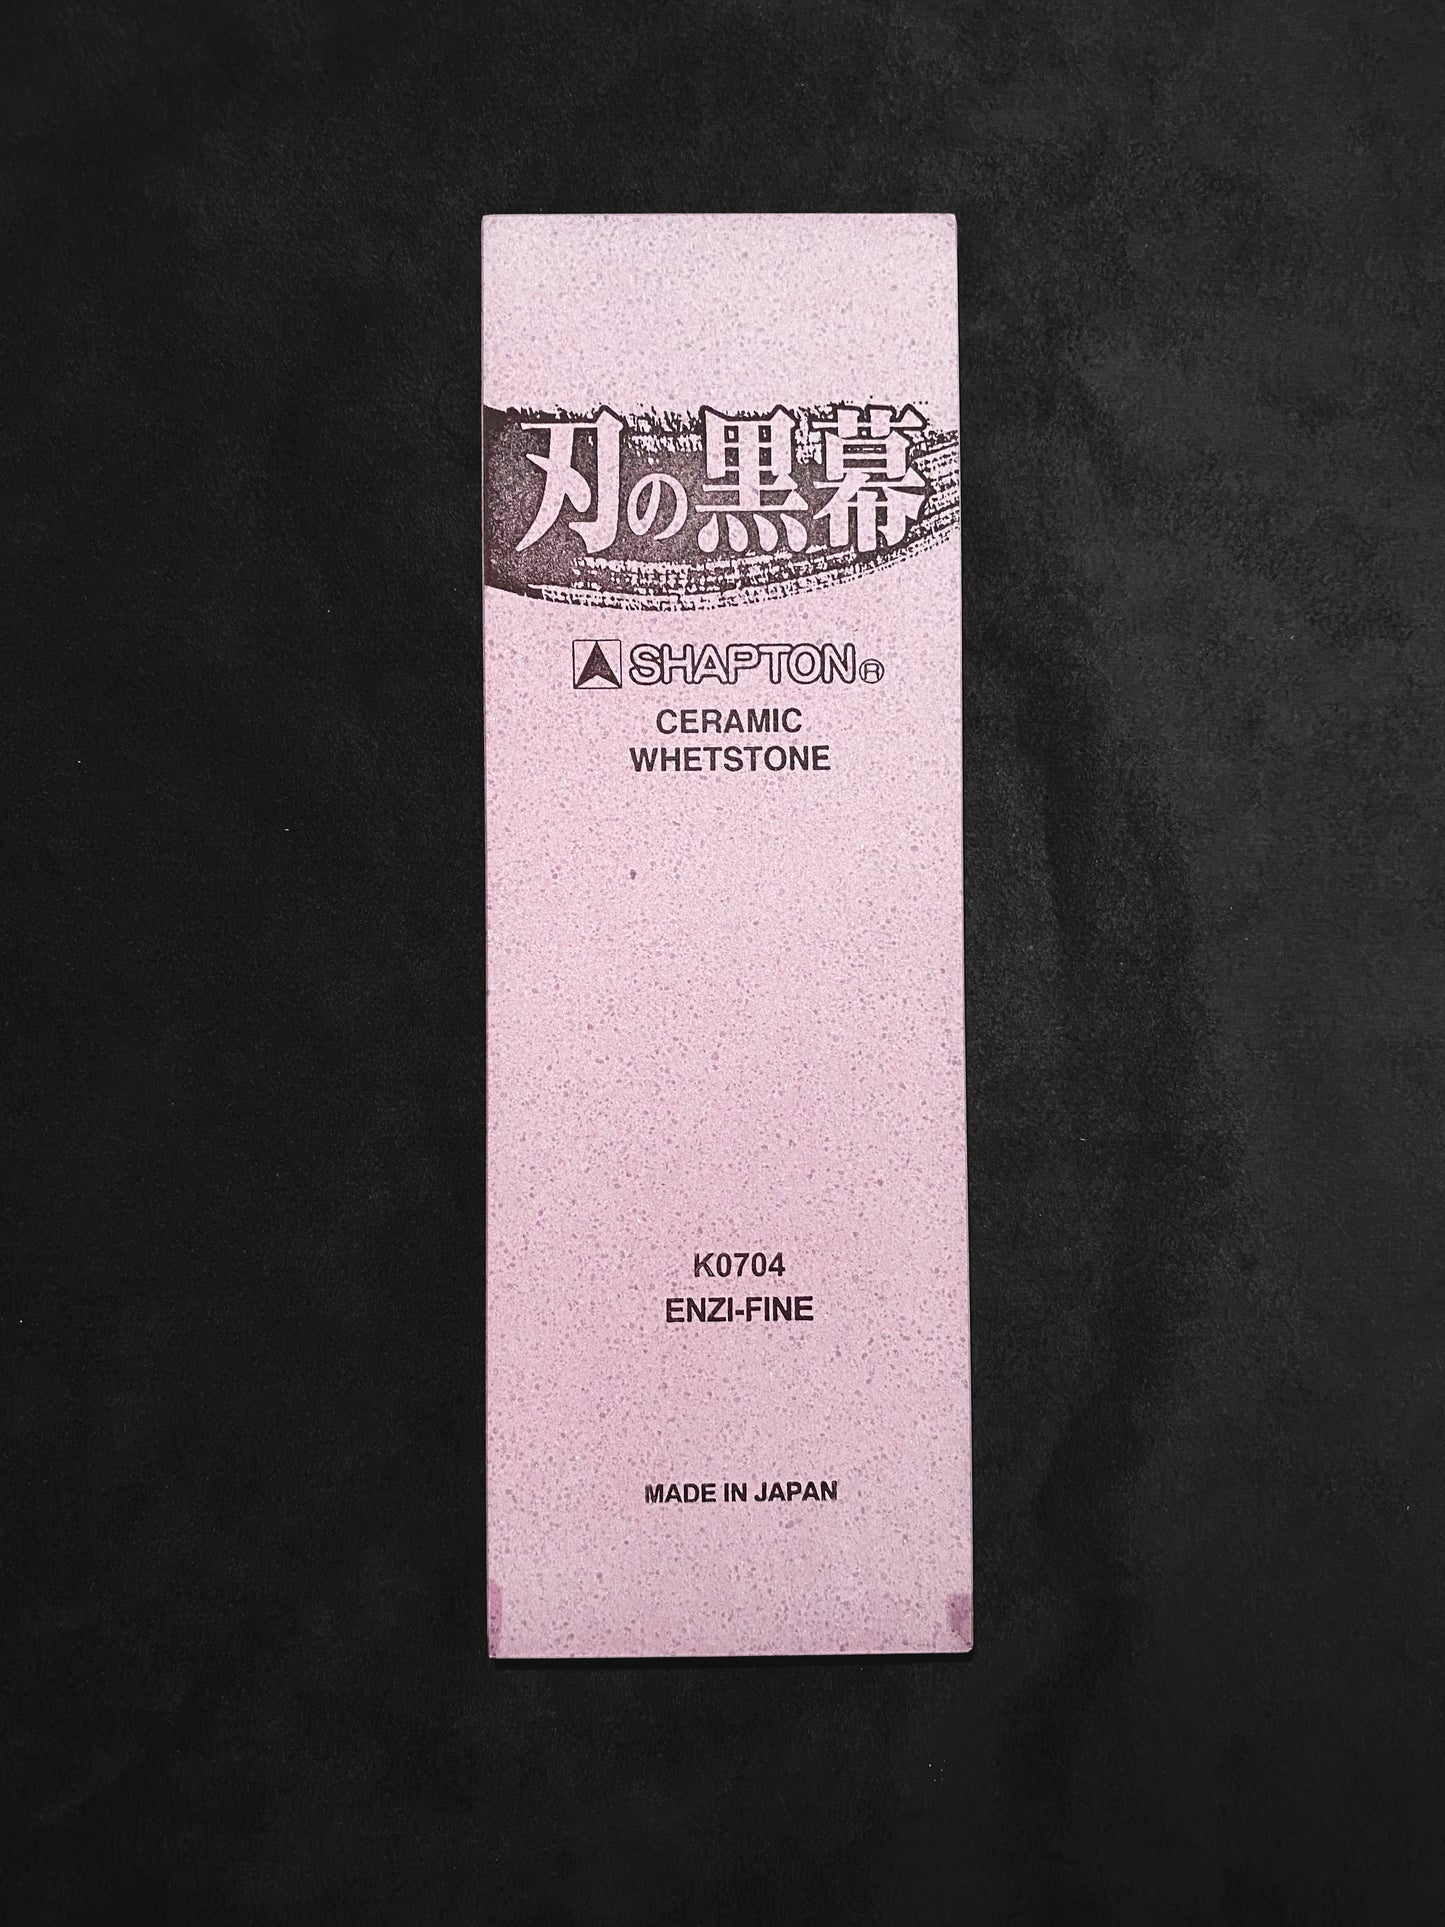 刃の黒幕
SHAPTON®
CERAMIC
WHETSTONE
K0704
ENZI-FINE
MADE IN JAPAN